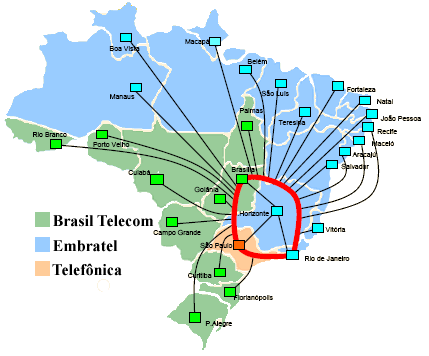 Macapá
Boa Vista
Belém
Manaus
São Luis
Fortaleza
Teresina
Natal
Palmas
João Pessoa
Recife
Rio Branco
Porto Velho
Maceió
Aracajú
Salvador
Cuiabá
Brasília
Goiânia
Horizonte
Brasil Telecom
Campo Grande
Vitória
Embratel
São Paulo
Rio de Janeiro
Telefônica
Curitiba
Florianópolis
P.Alegre